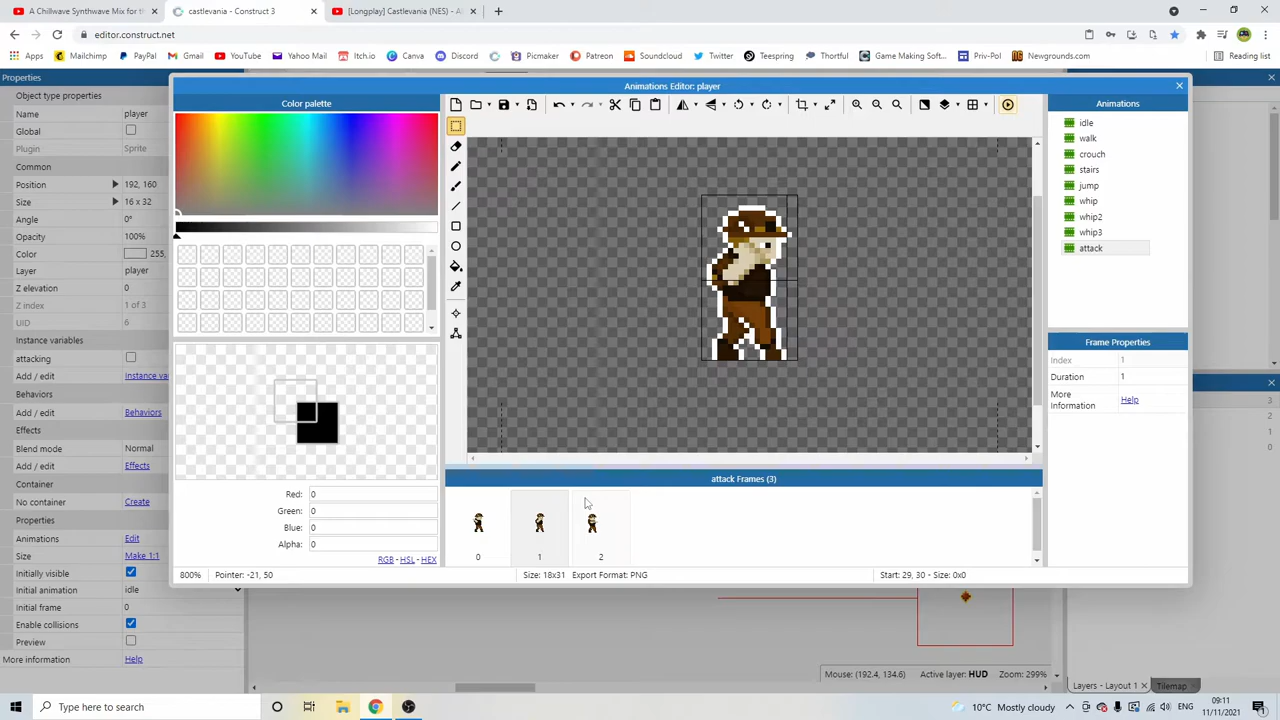 A Chillwave Synthwave Mix for th
castlevania - Construct 3
[Longplay] Castlevania (NES) - A
editor.construct.net
Apps
Mailchimp
PayPal
Gmail
YouTube
Yahoo Mail
Itch.io
Canva
Discord
Picmaker
Patreon
Soundcloud
Twitter
Teespring
Thortful
Game Making Sof...
Priv-Pol
Newgrounds.com
Reading list
Properties
Object type properties
Name player
Global
Plugin Sprite
Common
Position 192, 160
Size 16 x 32
Angle 0°
Opacity 100%
Color 255,
Layer player
Z elevation 0
Z index 1 of 3
UID 6
Instance variables
attacking
Add / edit Instance va
Behaviors
Add / edit Behaviors
Effects
Blend mode Normal
Add / edit Effects
Container
No container Create
Properties
Animations Edit
Size Make 1:1
Initially visible
Initial animation idle
Initial frame 0
Enable collisions
Preview
More information Help
Animations Editor: player
Color palette
Red: 0
Green: 0
Blue: 0
Alpha: 0
RGB - HSL - HEX
attack Frames (3)
0
1
2
800% Pointer: -21, 50
Size: 18x31 Export Format: PNG
Start: 29, 30 - Size: 0x0
Animations
idle
walk
crouch
stairs
jump
whip
whip2
whip3
attack
Frame Properties
Index 1
Duration 1
More
Information Help
3
1
0
Mouse: (192.4, 134.6) Active layer: HUD Zoom: 299%
Layers - Layout 1
Tilemap
Type here to search
10°C Mostly cloudy
ENG
09:11
11/11/2021